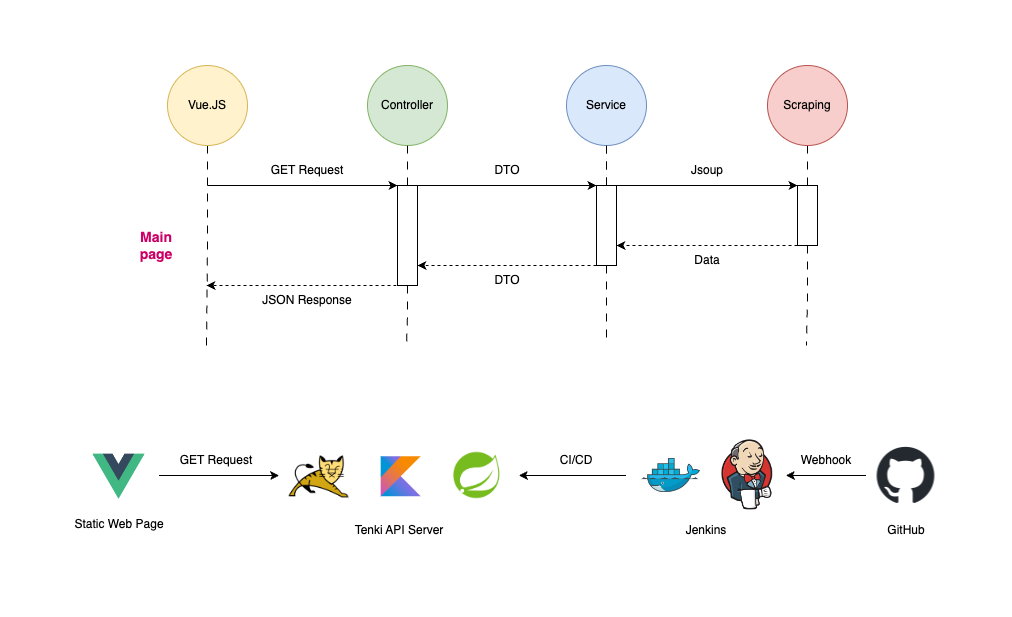 Vue.JS
Controller
Service
Scraping
GET Request
DTO
Jsoup
Main
page
Data
DTO
JSON Response
GET Request
CI/CD
Webhook
Static Web Page
Tenki API Server
Jenkins
GitHub